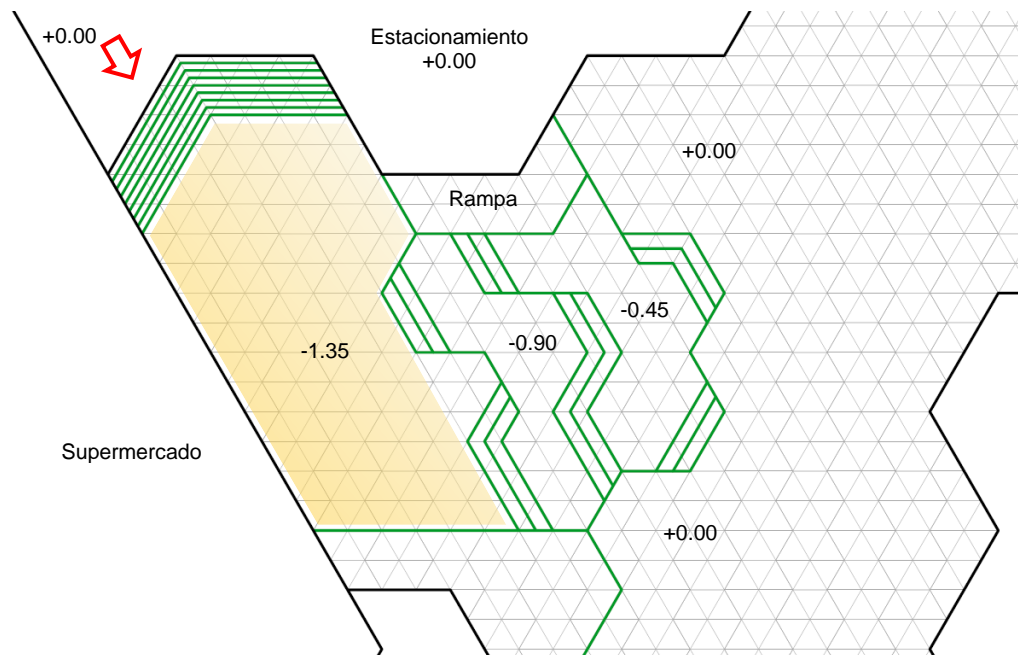 +0.00
Estacionamiento
+0.00
+0.00
Rampa
-0.45
-0.90
-1.35
Supermercado
+0.00